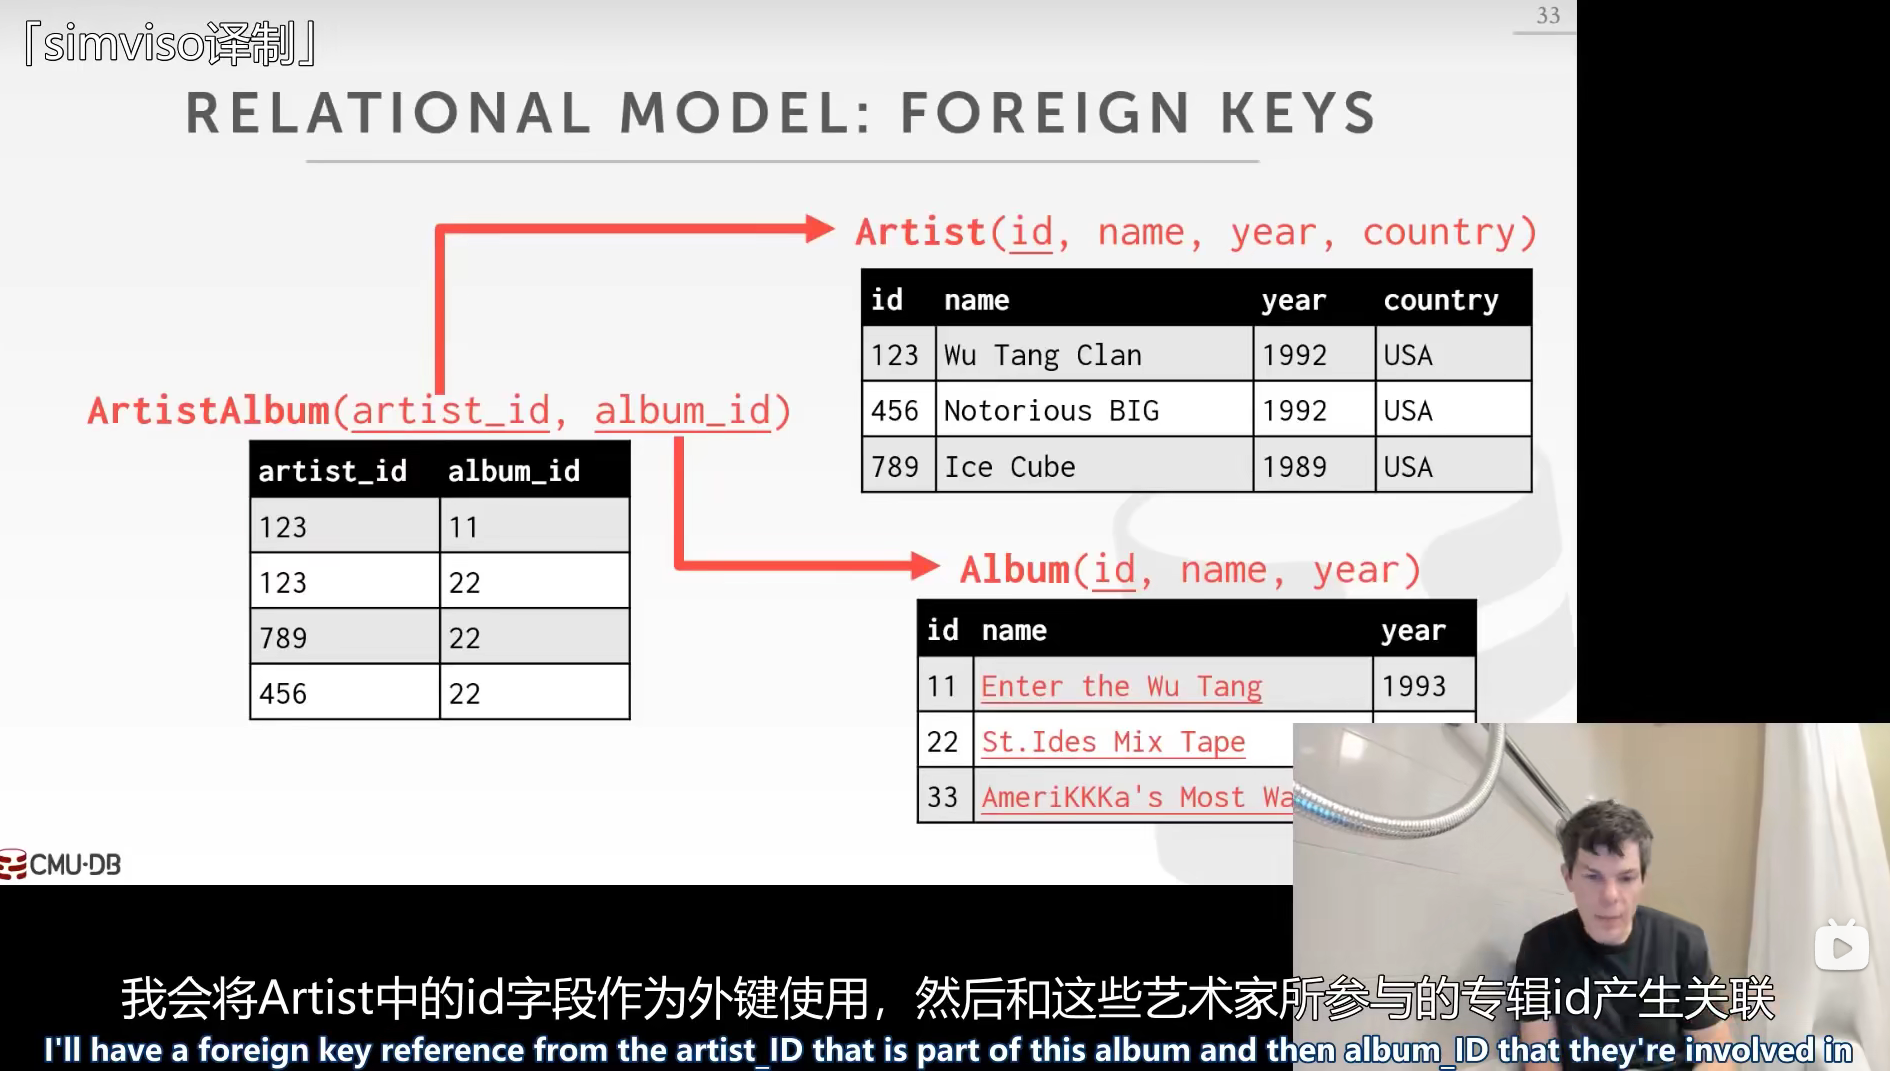 33
「simviso译制」
RELATIONAL MODEL: FOREIGN KEYS
Artist(id, name, year, country)
id name year country
123 Wu Tang Clan 1992 USA
456 Notorious BIG 1992 USA
789 Ice Cube 1989 USA
ArtistAlbum(artist_id, album_id)
artist_id album_id
123 11
123 22
789 22
456 22
Album(id, name, year)
id name year
11 Enter the Wu Tang 1993
22 St.Ides Mix Tape
33 AmeriKKKa's Most
CMU·DB
我会将Artist中的id字段作为外键使用，然后和这些艺术家所参与的专辑id产生关联
I'll have a foreign key reference from the artist_ID that is part of this album and then album_ID that they're involved in